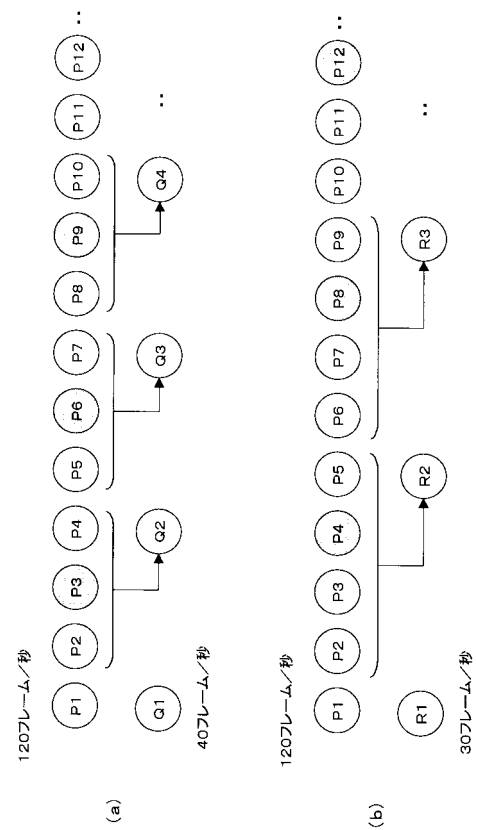 120フレーム/秒
P1 P2 P3 P4 P5 P6 P7 P8 P9 P10 P11 P12 ‥
(a)
Q1 Q2 Q3 Q4 ‥
40フレーム/秒
120フレーム/秒
P1 P2 P3 P4 P5 P6 P7 P8 P9 P10 P11 P12 ‥
(b)
R1 R2 R3 ‥
30フレーム/秒